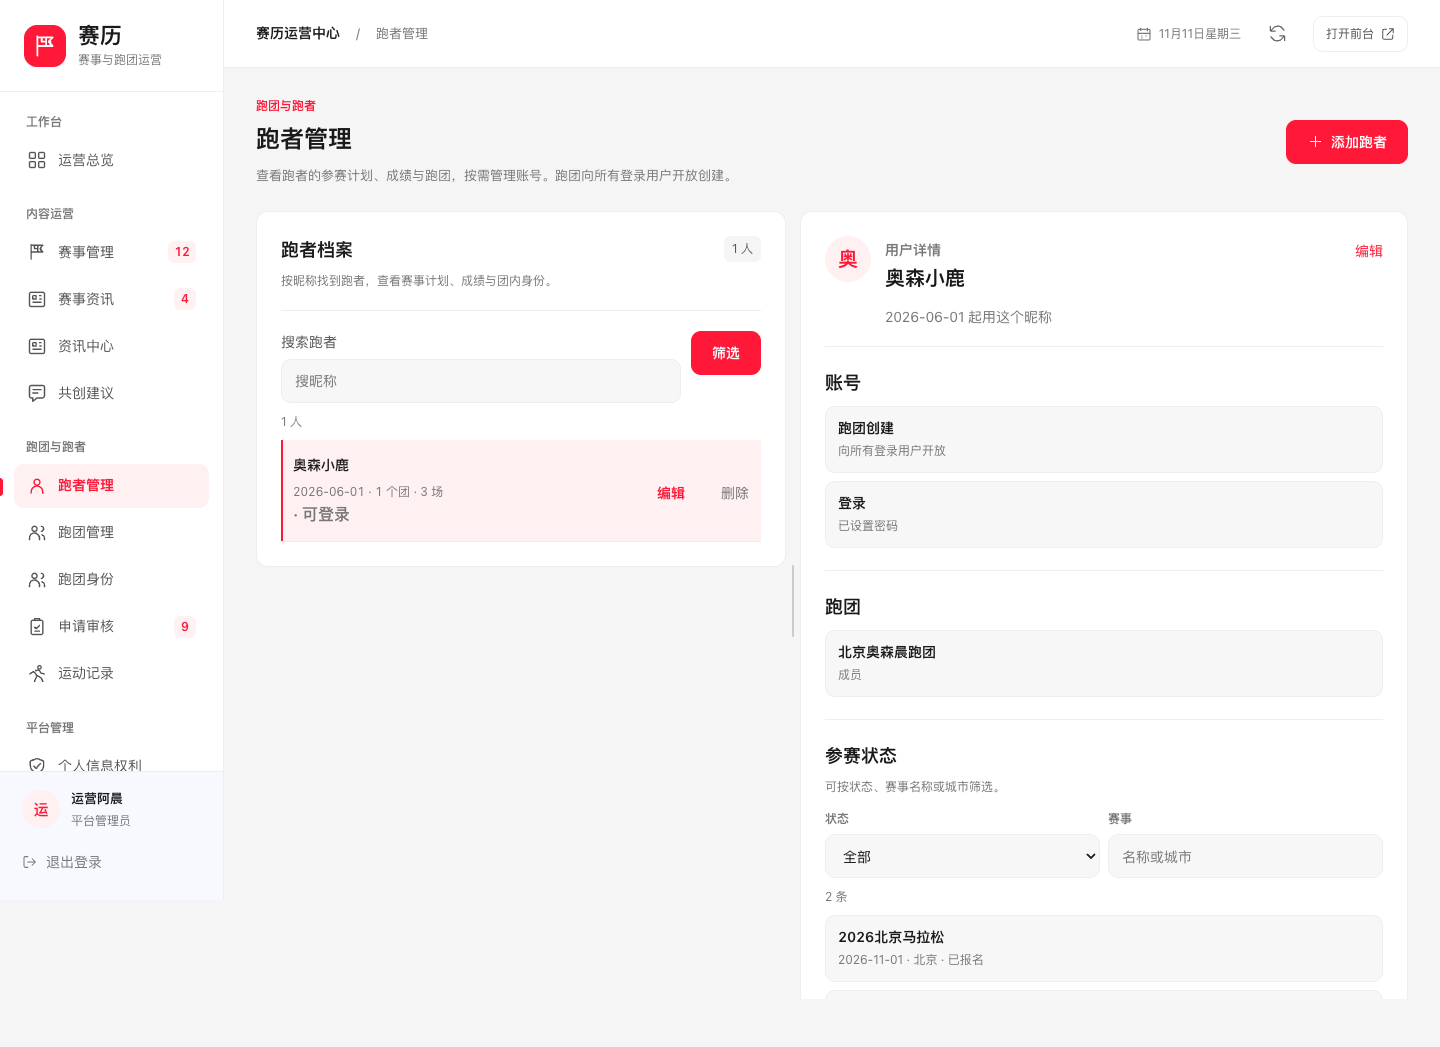 赛历
赛事与跑团运营
工作台
运营总览
内容运营
赛事管理 12
赛事资讯 4
资讯中心
共创建议
跑团与跑者
跑者管理
跑团管理
跑团身份
申请审核 9
运动记录
平台管理
个人信息权利
运 运营阿晨
平台管理员
退出登录
赛历运营中心 / 跑者管理
11月11日星期三
打开前台
跑团与跑者
跑者管理
查看跑者的参赛计划、成绩与跑团，按需管理账号。跑团向所有登录用户开放创建。
添加跑者
跑者档案
1 人
按昵称找到跑者，查看赛事计划、成绩与团内身份。
搜索跑者
搜昵称
筛选
1 人
奥森小鹿
2026-06-01 · 1 个团 · 3 场
· 可登录
编辑 删除
奥 用户详情
奥森小鹿
编辑
2026-06-01 起用这个昵称
账号
跑团创建
向所有登录用户开放
登录
已设置密码
跑团
北京奥森晨跑团
成员
参赛状态
可按状态、赛事名称或城市筛选。
状态 赛事
全部 名称或城市
2 条
2026北京马拉松
2026-11-01 · 北京 · 已报名